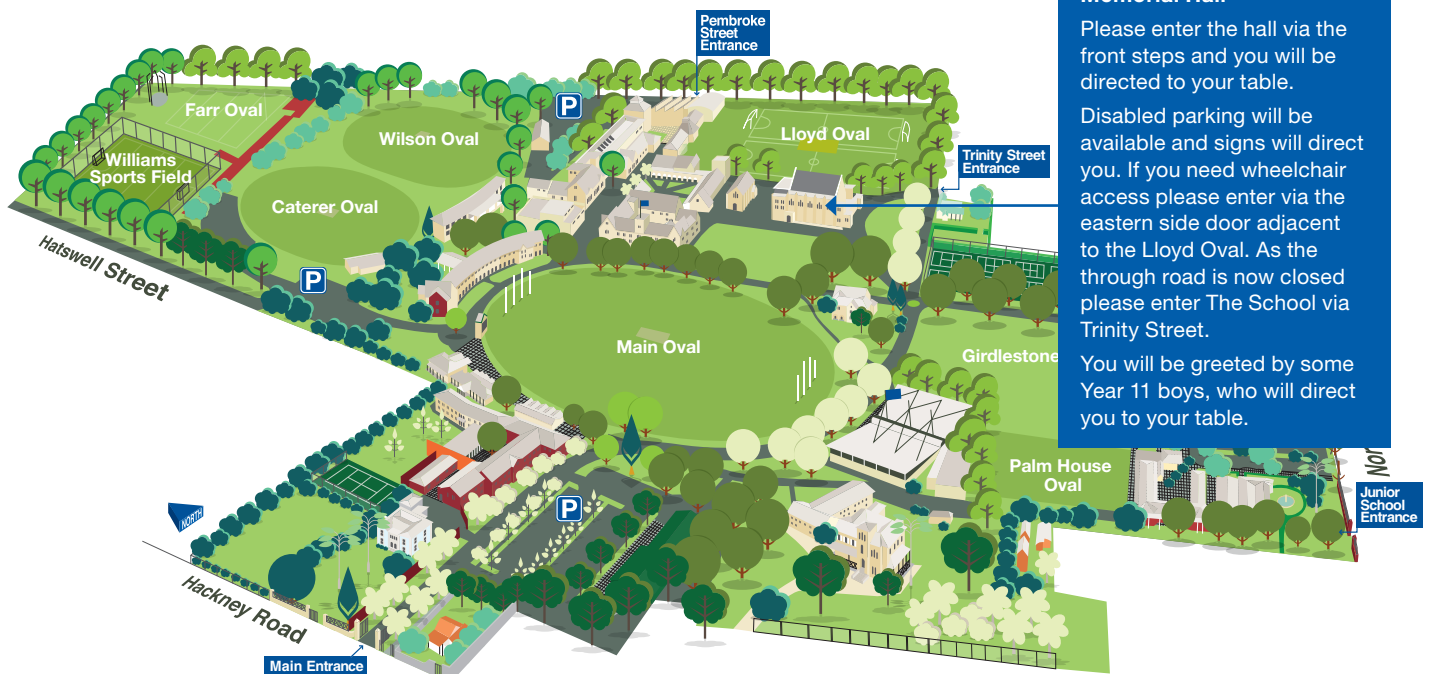 Pembroke
Street
Entrance
Memorial Hall
Please enter the hall via the
front steps and you will be
directed to your table.
Disabled parking will be
available and signs will direct
you. If you need wheelchair
access please enter via the
eastern side door adjacent
to the Lloyd Oval. As the
through road is now closed
please enter The School via
Trinity Street.
You will be greeted by some
Year 11 boys, who will direct
you to your table.
Farr Oval
P
Wilson Oval
Lloyd Oval
Williams
Sports Field
Trinity Street
Entrance
Caterer Oval
Hatswell Street
P
Main Oval
Girdlestone
Palm House
Oval
Nor
Junior
School
Entrance
P
NORTH
Hackney Road
Main Entrance